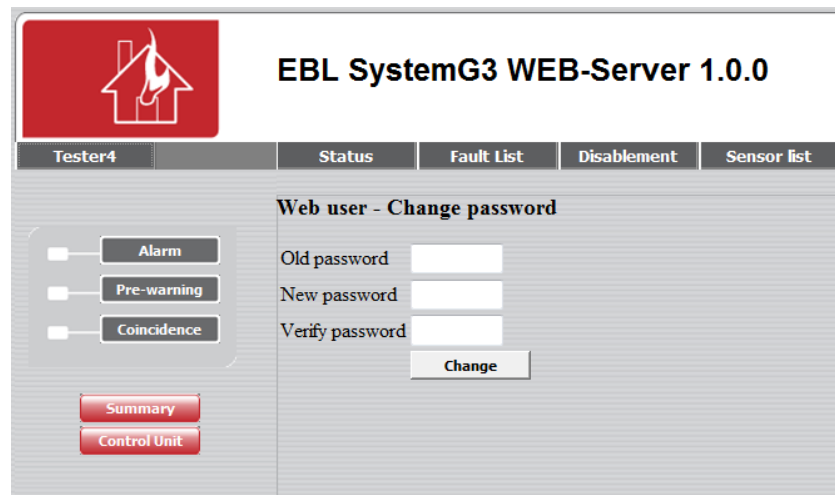 EBL SystemG3 WEB-Server 1.0.0
Tester4 Status Fault List Disablement Sensor list
Web user - Change password
Alarm
Pre-warning
Coincidence
Old password
New password
Verify password
Change
Summary
Control Unit